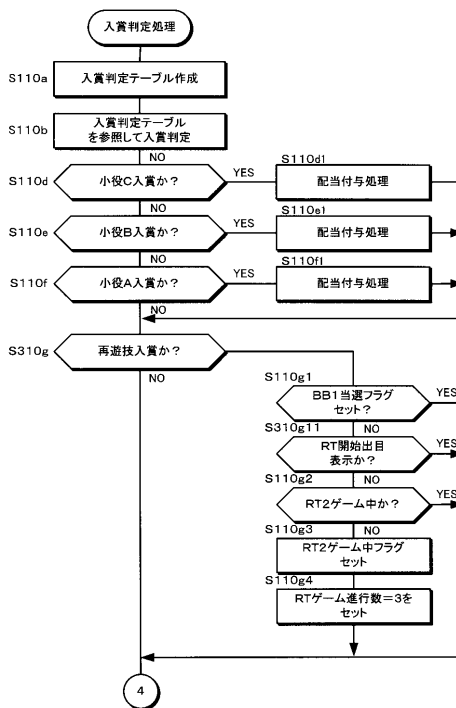 入賞判定処理
S110a
入賞判定テーブル作成
S110b
入賞判定テーブル
を参照して入賞判定
NO
S110d
小役C入賞か？
YES
S110d1
配当付与処理
NO
S110e
小役B入賞か？
YES
S110e1
配当付与処理
NO
S110f
小役A入賞か？
YES
S110f1
配当付与処理
NO
S310g
再遊技入賞か？
NO
S110g1
BB1当選フラグ
セット？
YES
NO
S310g11
RT開始出目
表示か？
YES
NO
S110g2
RT2ゲーム中か？
YES
NO
S110g3
RT2ゲーム中フラグ
セット
S110g4
RTゲーム進行数＝3を
セット
4